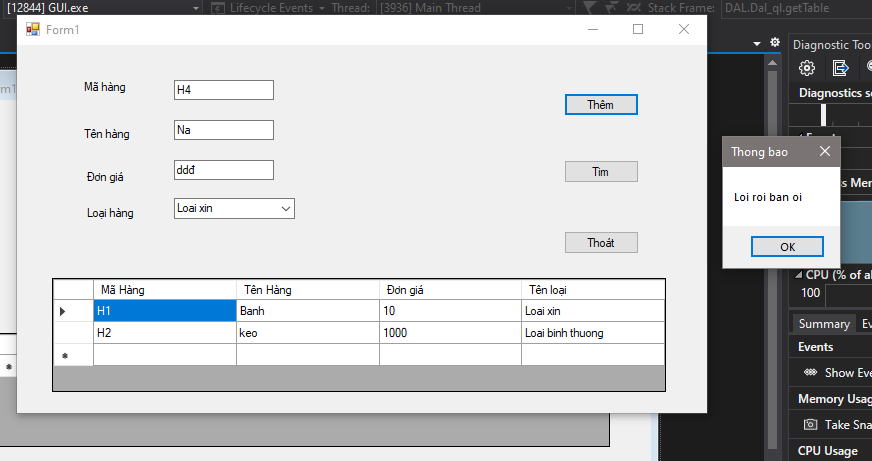 [12844] GUI.exe
Lifecycle Events
Thread:
[3936] Main Thread
Stack Frame:
DAL.Dal_ql.getTable
Form1
Diagnostic Too
Mã hàng
H4
Thêm
Diagnostics se
Tên hàng
Na
Thong bao
Đơn giá
ddđ
Tim
Loi roi ban oi
Loại hàng
Loai xin
Thoát
OK
CPU (% of al
100
Mã Hàng
Tên Hàng
Đơn giá
Tên loại
H1
Banh
10
Loai xin
H2
keo
1000
Loai binh thuong
Summary
Events
Show Eve
Memory Usag
Take Sna
CPU Usage